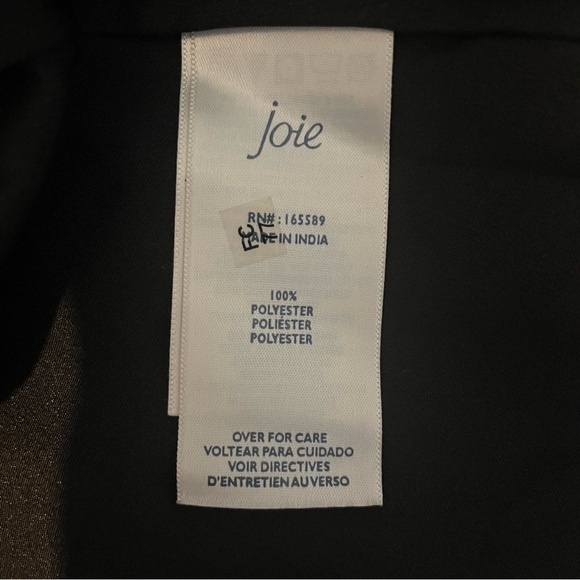 joie
RN#: 165589
MADE IN INDIA
100%
POLYESTER
POLIÉSTER
POLYESTER
OVER FOR CARE
VOLTEAR PARA CUIDADO
VOIR DIRECTIVES
D'ENTRETIEN AU VERSO